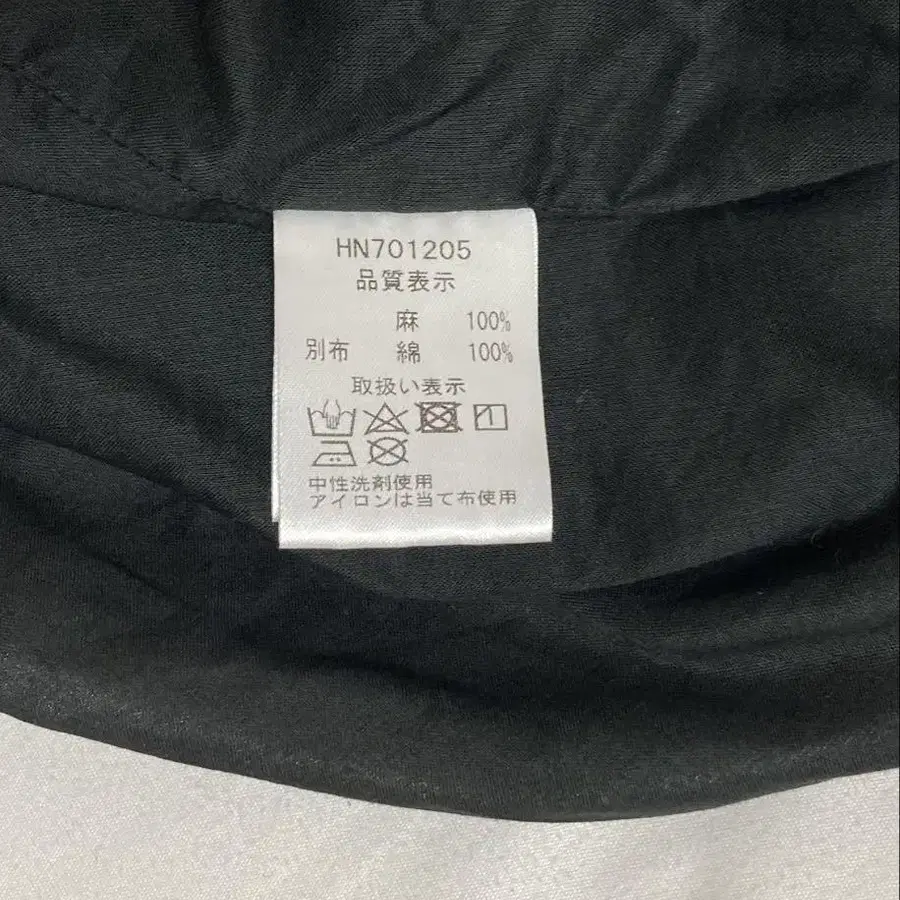 HN701205
品質表示
麻 100%
別布 綿 100%
取扱い表示
中性洗剤使用
アイロンは当て布使用